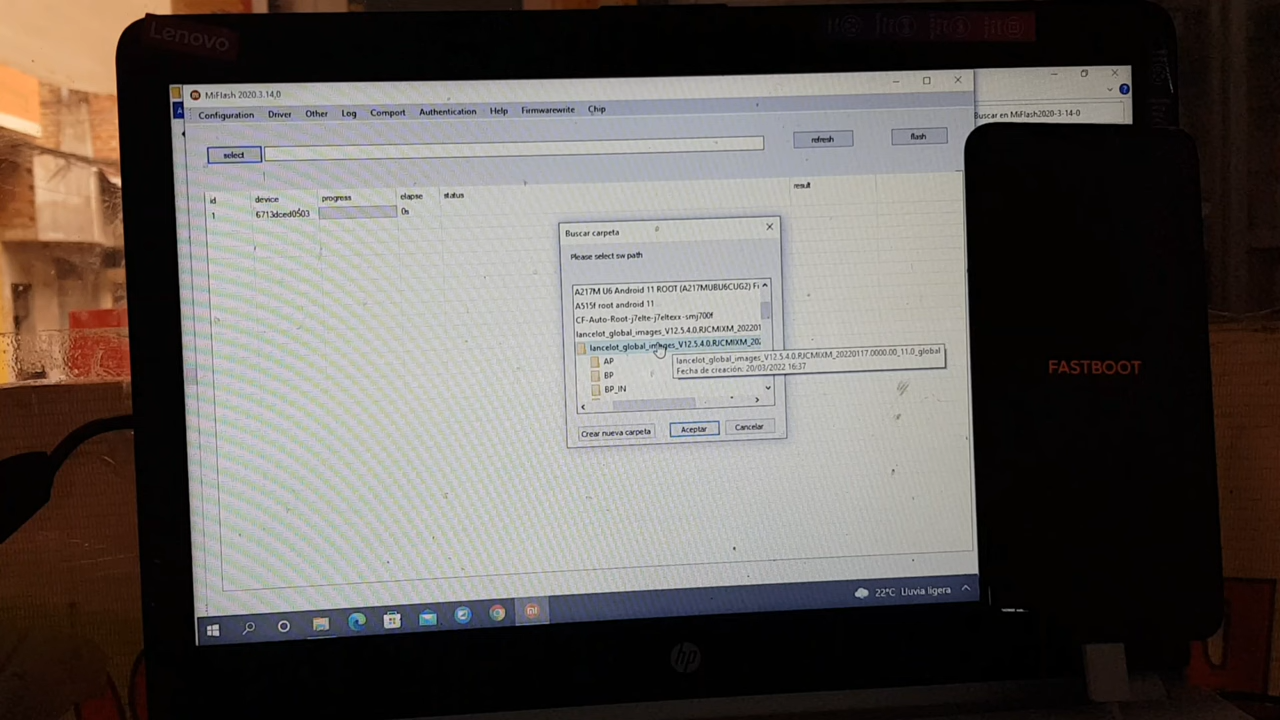 Lenovo
MiFlash 2020.3.14.0
Configuration Driver Other Log Comport Authentication Help Firmwarewrite Chip
Buscar en MiFlash2020-3-14-0
select
refresh
flash
id device progress elapse status result
1 6713dced0503 0s
Buscar carpeta
Please select sw path
A217M U6 Android 11 ROOT (A217MUBU6CUG2) Fi
A515f root android 11
CF-Auto-Root-j7elte-j7eltexx-smj700f
lancelot_global_images_V12.5.4.0.RJCMIXM_202201
lancelot_global_images_V12.5.4.0.RJCMIXM_202
lancelot_global_images_V12.5.4.0.RJCMIXM_20220117.0000.00_11.0_global
Fecha de creación: 20/03/2022 16:37
AP
BP
BP_IN
Crear nueva carpeta
Aceptar
Cancelar
FASTBOOT
22°C Lluvia ligera
hp